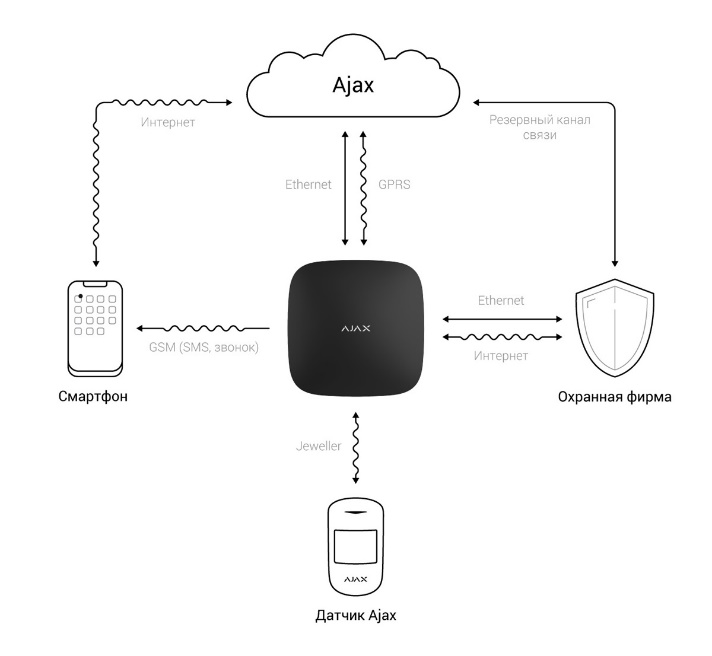 Ajax
Интернет
Резервный канал
связи
Ethernet
GPRS
AJAX
Ethernet
GSM (SMS, звонок)
Интернет
Смартфон
Охранная фирма
Jeweller
AJAX
Датчик Ajax